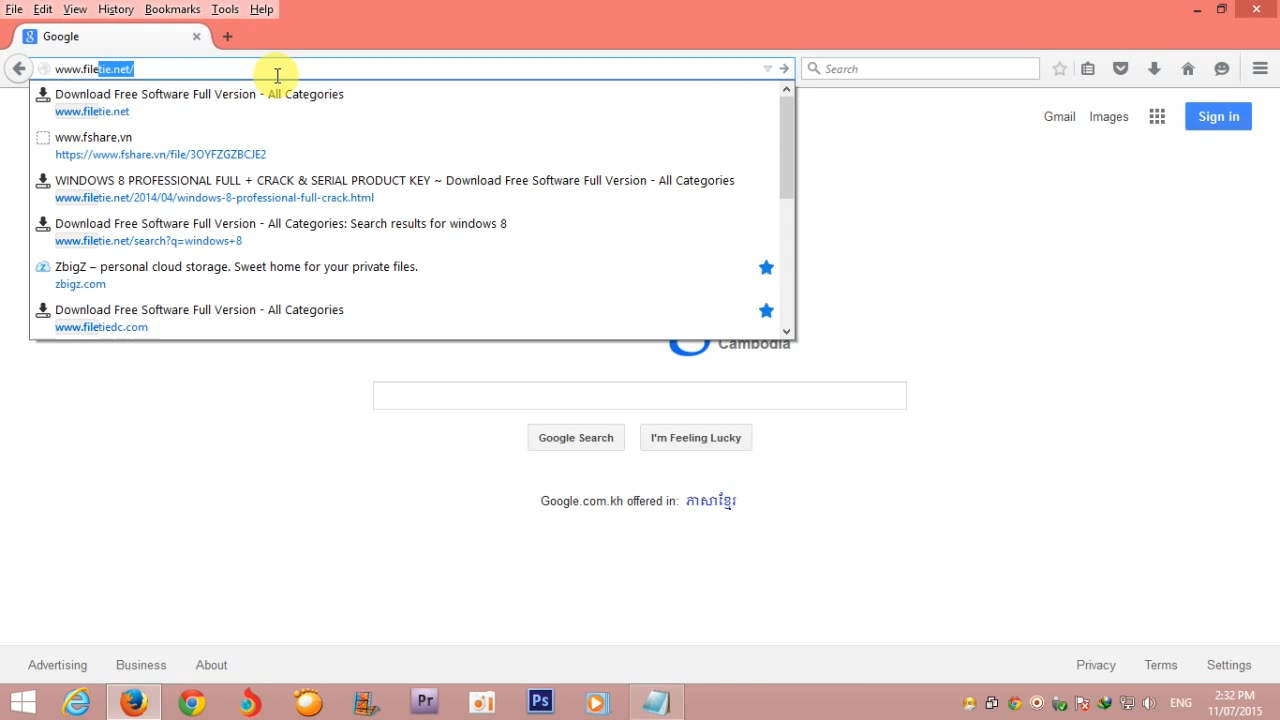 File Edit View History Bookmarks Tools Help
Google
www.filetie.net/
Search
Download Free Software Full Version - All Categories
www.filetie.net
www.fshare.vn
https://www.fshare.vn/file/3OYFZGZBCJE2
WINDOWS 8 PROFESSIONAL FULL + CRACK & SERIAL PRODUCT KEY ~ Download Free Software Full Version - All Categories
www.filetie.net/2014/04/windows-8-professional-full-crack.html
Download Free Software Full Version - All Categories: Search results for windows 8
www.filetie.net/search?q=windows+8
ZbigZ – personal cloud storage. Sweet home for your private files.
zbigz.com
Download Free Software Full Version - All Categories
www.filetiedc.com
Gmail Images Sign in
Cambodia
Google Search I'm Feeling Lucky
Google.com.kh offered in: ភាសាខ្មែរ
Advertising Business About Privacy Terms Settings
Pr Ps ENG
2:32 PM
11/07/2015